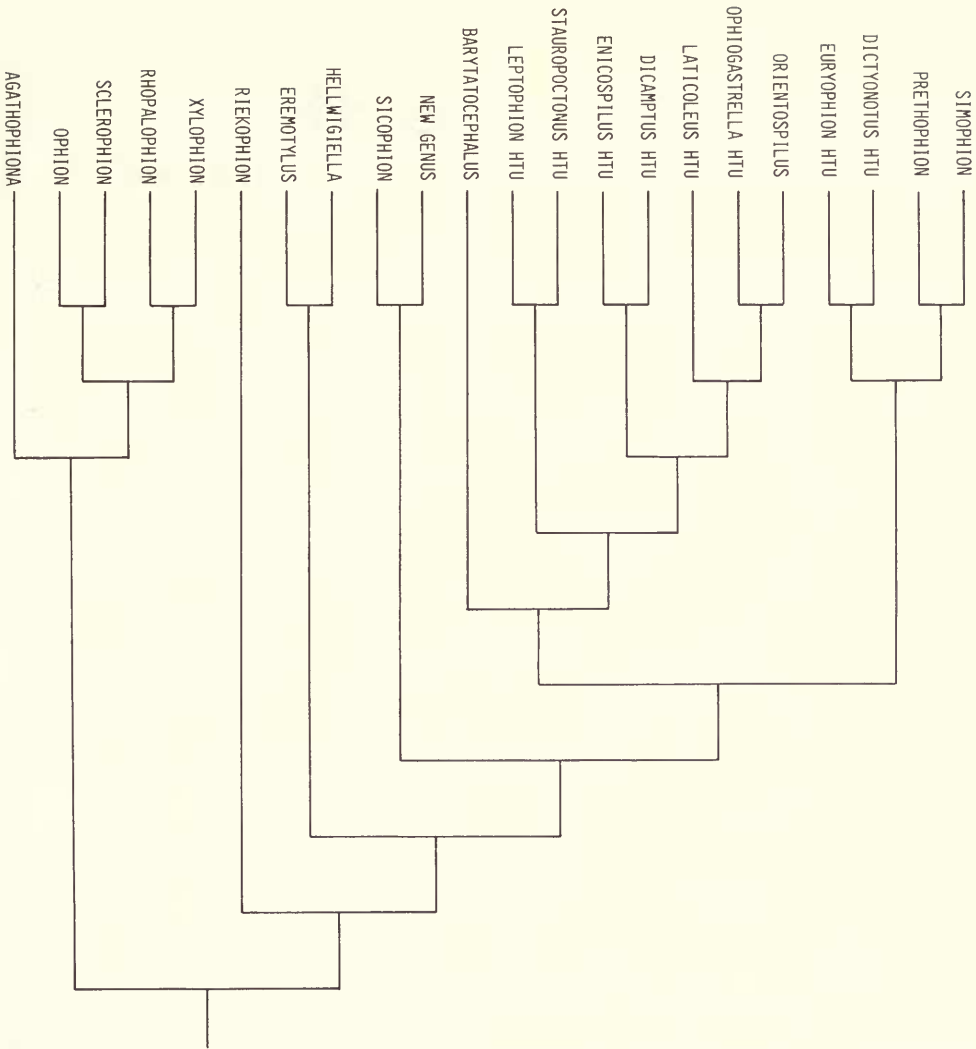 AGATHOPHIONA
OPHION
SCLEROPHION
RHOPALOPHION
XYLOPHION
RIEKOPHION
EREMOTYLUS
HELLWIGIELLA
SICOPHION
NEW GENUS
BARYTATOCEPHALUS
LEPTOPHION HTU
STAUROPOCTONUS HTU
ENICOSPILUS HTU
DICAMPTUS HTU
LATICOLEUS HTU
OPHIOGASTRELLA HTU
ORIENTOSPILUS
EURYOPHION HTU
DICTYONOTUS HTU
PRETHOPHION
SIMOPHION